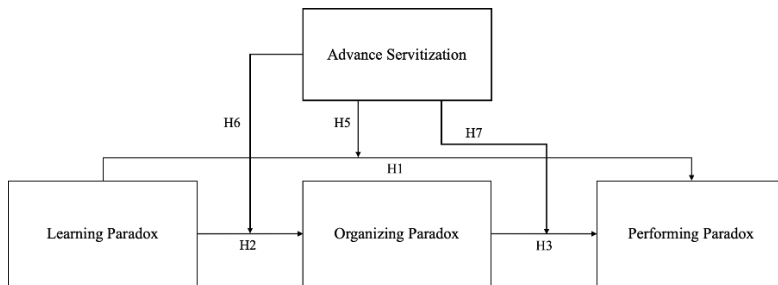 Advance Servitization
H6
H5
H7
H1
Learning Paradox
H2
Organizing Paradox
H3
Performing Paradox